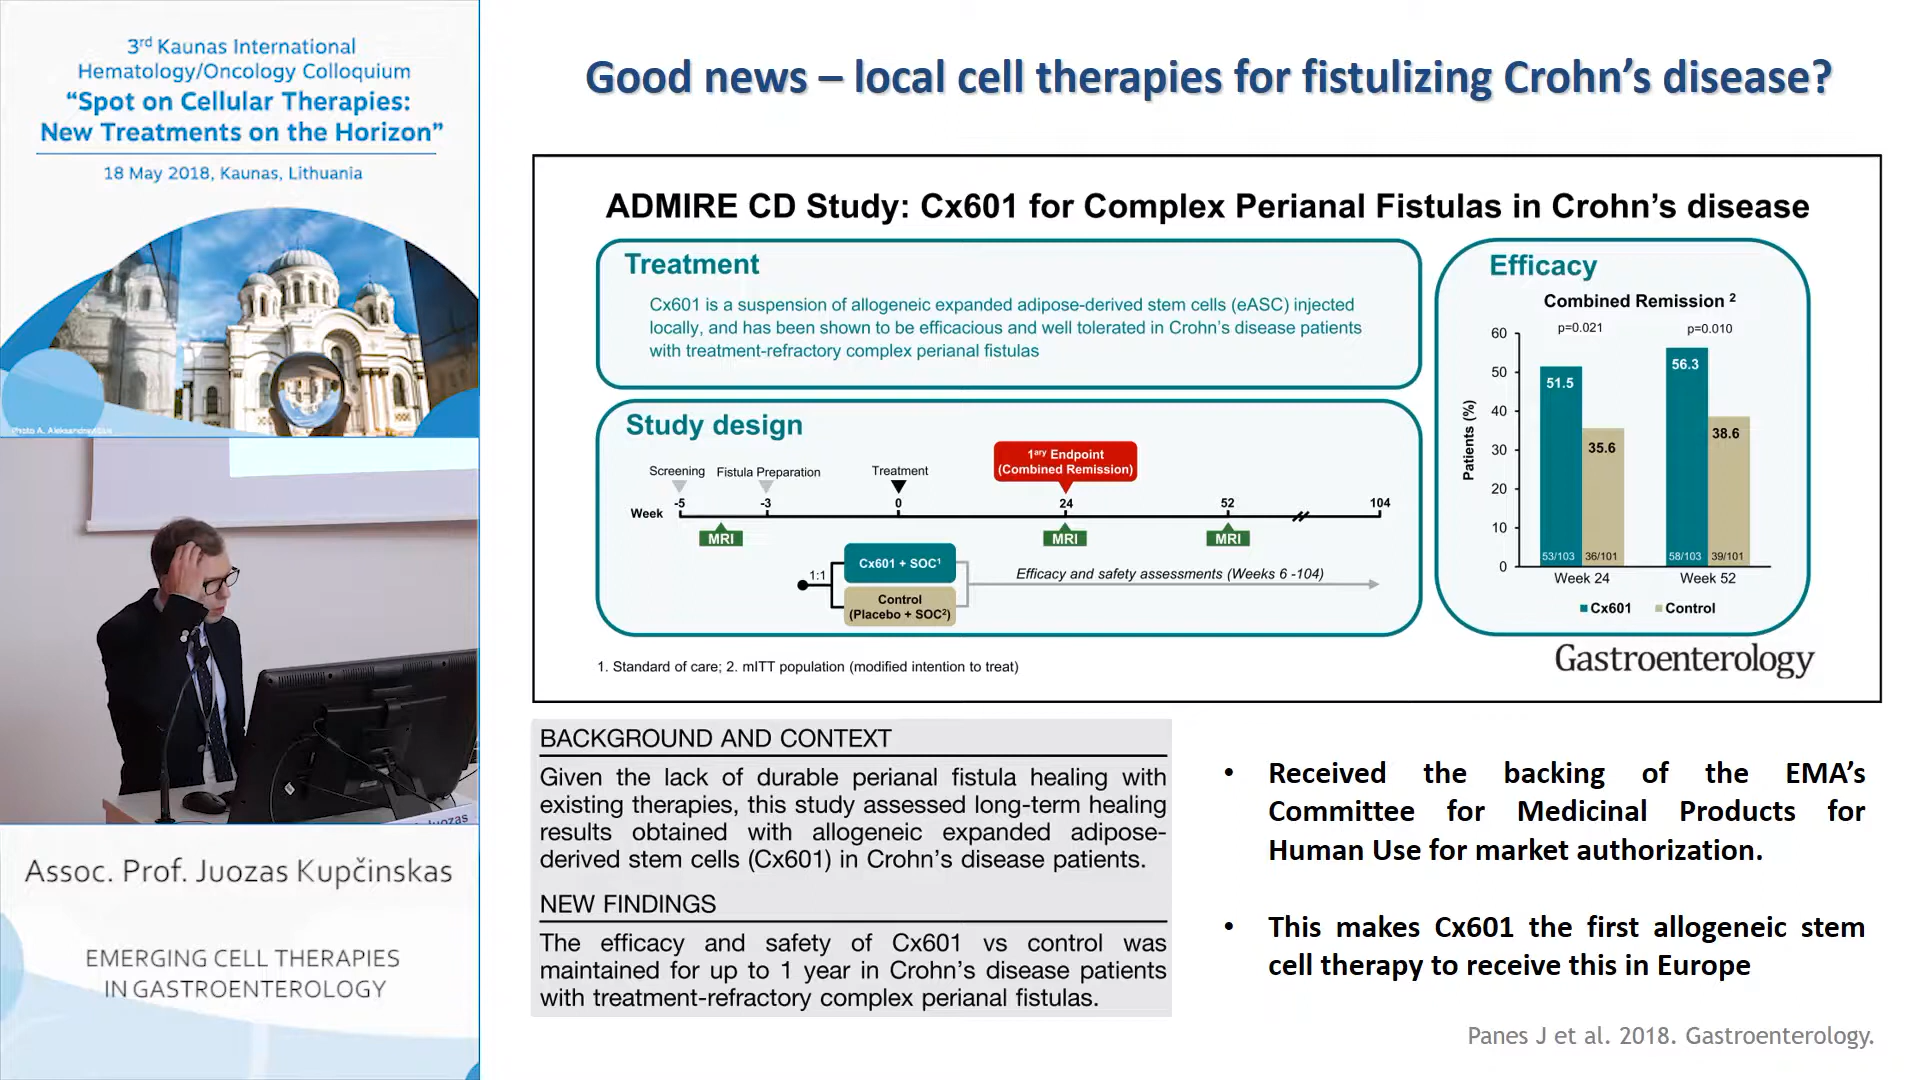 3rd Kaunas International
Hematology/Oncology Colloquium
“Spot on Cellular Therapies:
New Treatments on the Horizon”
18 May 2018, Kaunas, Lithuania
Photo A. Aleksandravičius
Juozas
Assoc. Prof. Juozas Kupčinskas
EMERGING CELL THERAPIES
IN GASTROENTEROLOGY
Good news – local cell therapies for fistulizing Crohn’s disease?
ADMIRE CD Study: Cx601 for Complex Perianal Fistulas in Crohn’s disease
Treatment
Cx601 is a suspension of allogeneic expanded adipose-derived stem cells (eASC) injected
locally, and has been shown to be efficacious and well tolerated in Crohn’s disease patients
with treatment-refractory complex perianal fistulas
Study design
1ary Endpoint
(Combined Remission)
Screening Fistula Preparation Treatment
Week -5 -3 0 24 52 104
MRI MRI MRI
1:1
Cx601 + SOC1
Control
(Placebo + SOC2)
Efficacy and safety assessments (Weeks 6 -104)
Efficacy
Combined Remission 2
p=0.021 p=0.010
Patients (%)
60
50
40
30
20
10
0
51.5
35.6
56.3
38.6
53/103 36/101 58/103 39/101
Week 24 Week 52
Cx601 Control
1. Standard of care; 2. mITT population (modified intention to treat)
Gastroenterology
BACKGROUND AND CONTEXT
Given the lack of durable perianal fistula healing with
existing therapies, this study assessed long-term healing
results obtained with allogeneic expanded adipose-
derived stem cells (Cx601) in Crohn’s disease patients.
NEW FINDINGS
The efficacy and safety of Cx601 vs control was
maintained for up to 1 year in Crohn’s disease patients
with treatment-refractory complex perianal fistulas.
• Received the backing of the EMA’s
Committee for Medicinal Products for
Human Use for market authorization.
• This makes Cx601 the first allogeneic stem
cell therapy to receive this in Europe
Panes J et al. 2018. Gastroenterology.